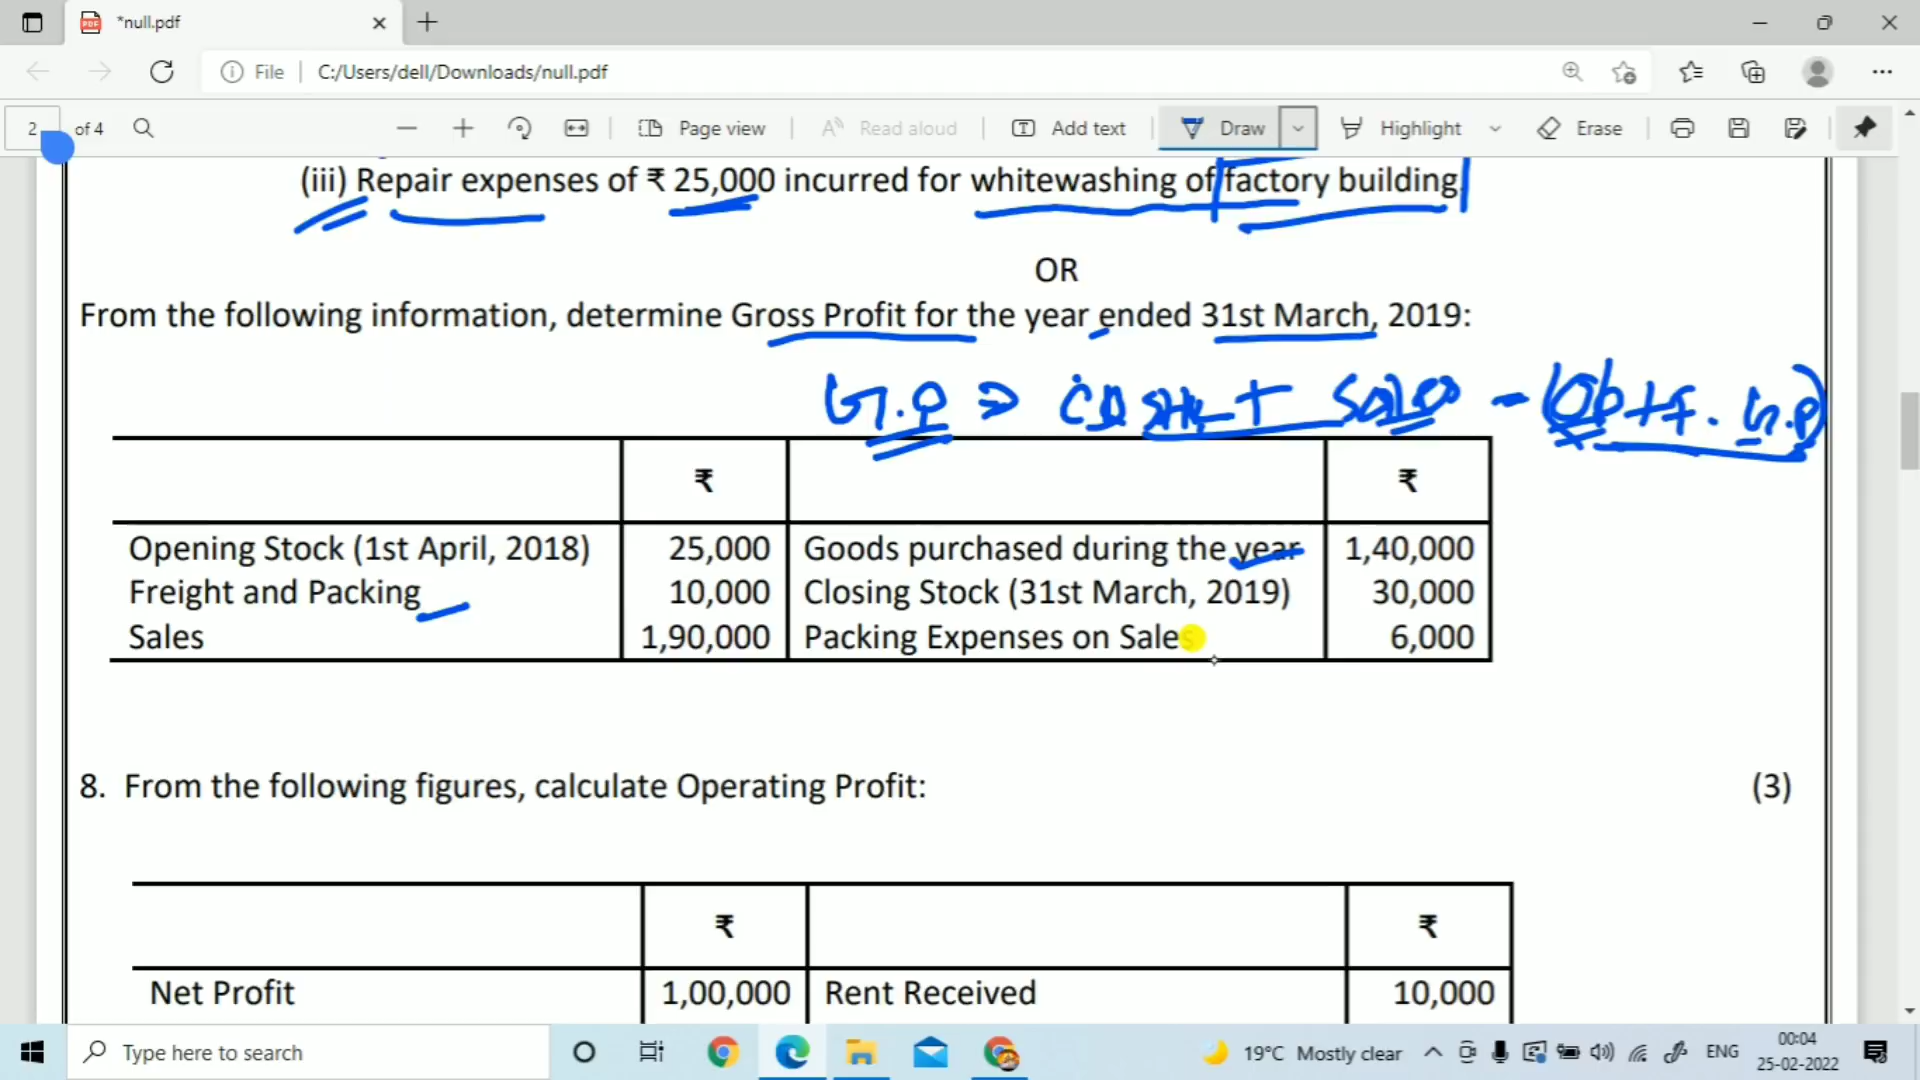 *null.pdf
File C:/Users/dell/Downloads/null.pdf
2 of 4 Page view Read aloud Add text Draw Highlight Erase
(iii) Repair expenses of ₹ 25,000 incurred for whitewashing of factory building.
OR
From the following information, determine Gross Profit for the year ended 31st March, 2019:
G.P ⇒ + Sales - G.P)
₹ ₹
Opening Stock (1st April, 2018) 25,000 Goods purchased during the year 1,40,000
Freight and Packing 10,000 Closing Stock (31st March, 2019) 30,000
Sales 1,90,000 Packing Expenses on Sales 6,000
8. From the following figures, calculate Operating Profit: (3)
₹ ₹
Net Profit 1,00,000 Rent Received 10,000
Type here to search 19°C Mostly clear ENG 00:04
25-02-2022